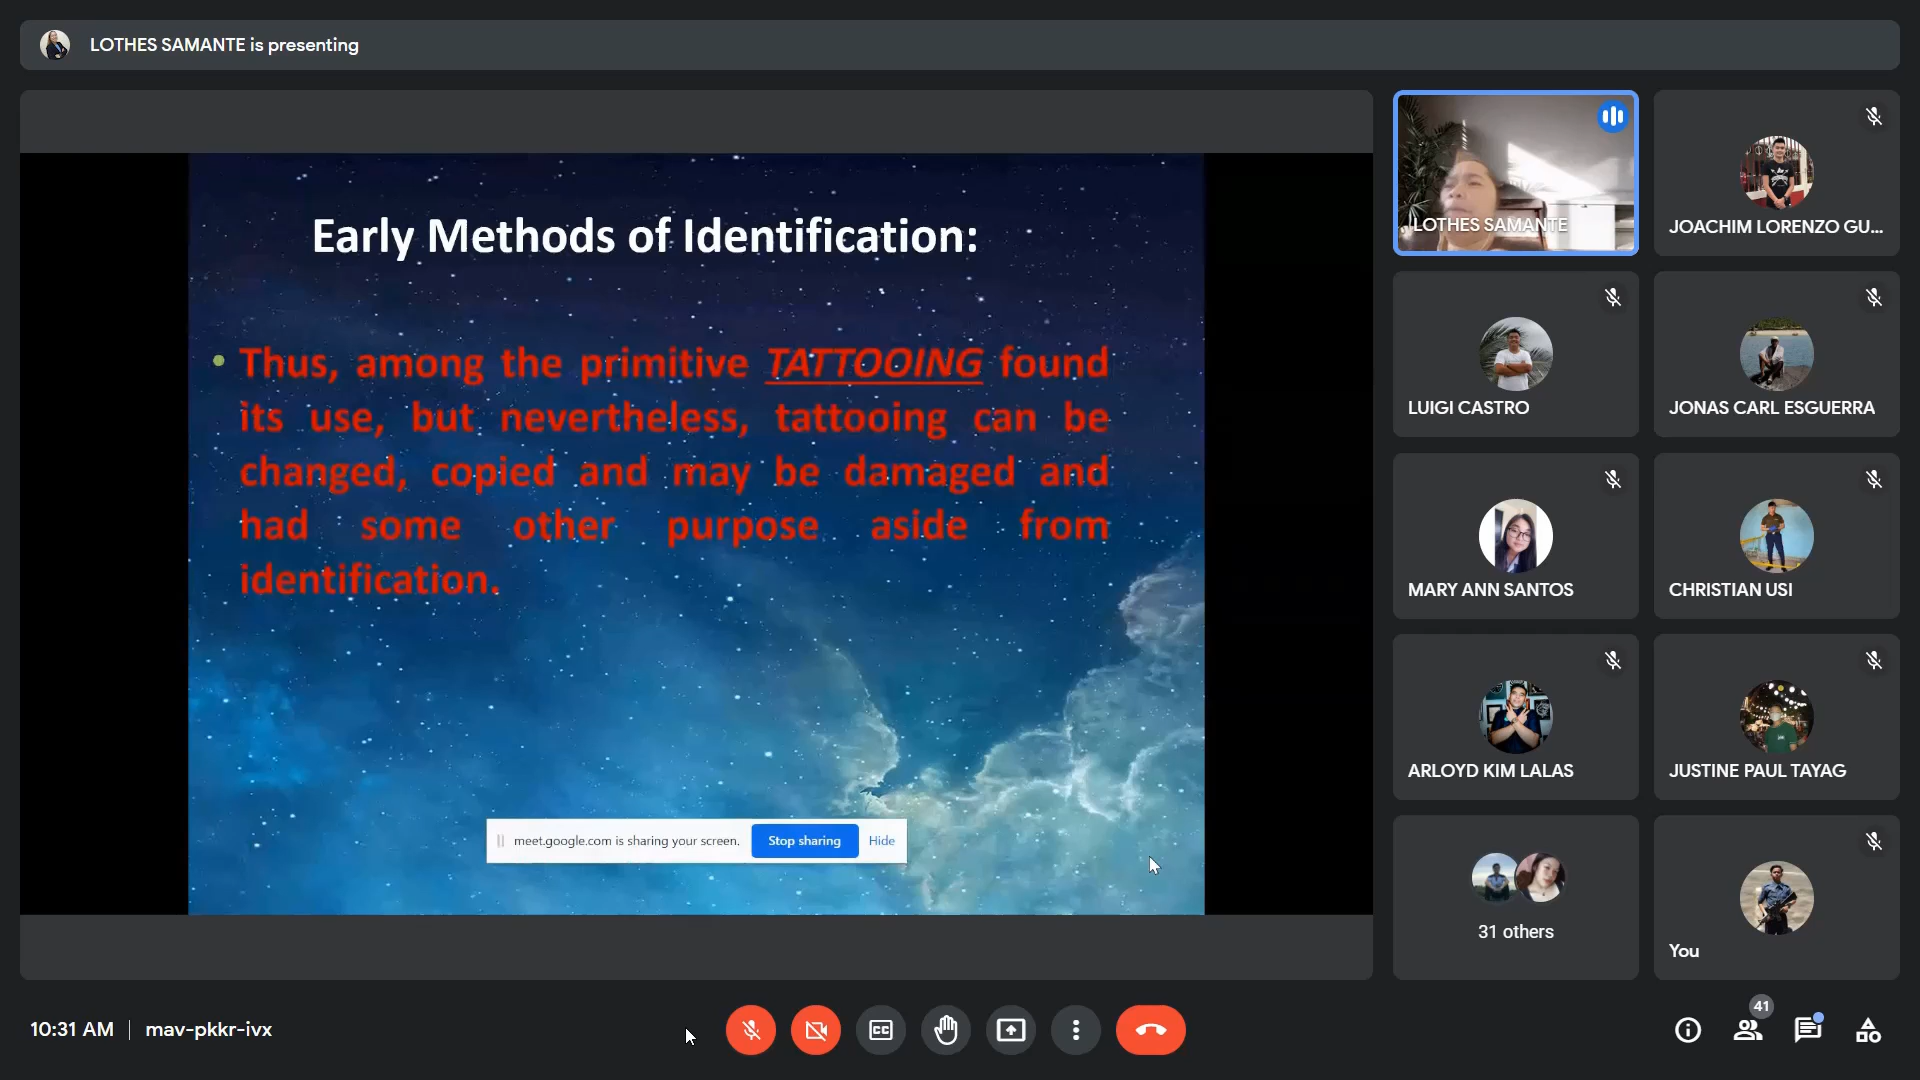 LOTHES SAMANTE is presenting
Early Methods of Identification:
• Thus, among the primitive TATTOOING found
its use, but nevertheless, tattooing can be
changed, copied and may be damaged and
had some other purpose aside from
identification.
meet.google.com is sharing your screen.
Stop sharing
Hide
LOTHES SAMANTE
JOACHIM LORENZO GU...
LUIGI CASTRO
JONAS CARL ESGUERRA
MARY ANN SANTOS
CHRISTIAN USI
ARLOYD KIM LALAS
JUSTINE PAUL TAYAG
31 others
You
10:31 AM | mav-pkkr-ivx
CC
41